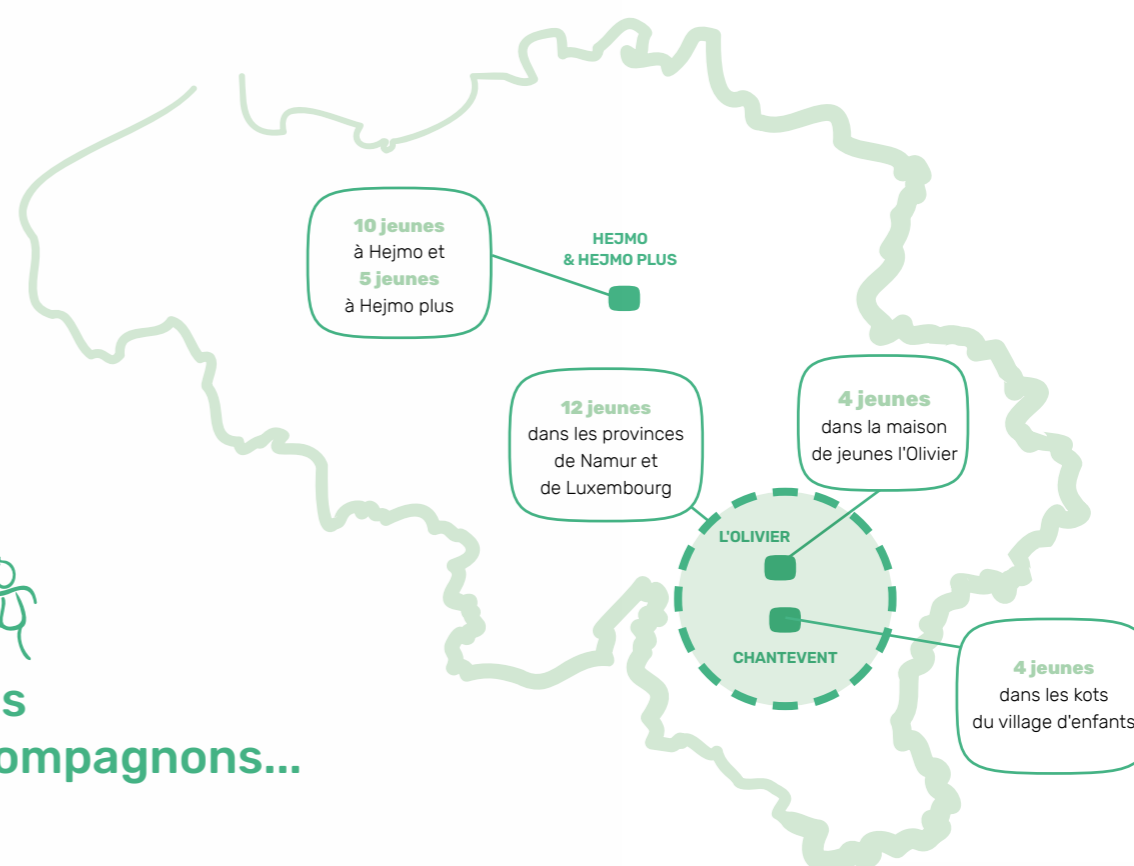 10 jeunes
à Hejmo et
5 jeunes
à Hejmo plus
HEJMO
& HEJMO PLUS
12 jeunes
dans les provinces
de Namur et
de Luxembourg
4 jeunes
dans la maison
de jeunes l'Olivier
L'OLIVIER
CHANTEVENT
4 jeunes
dans les kots
du village d'enfants
s
ompagnons...